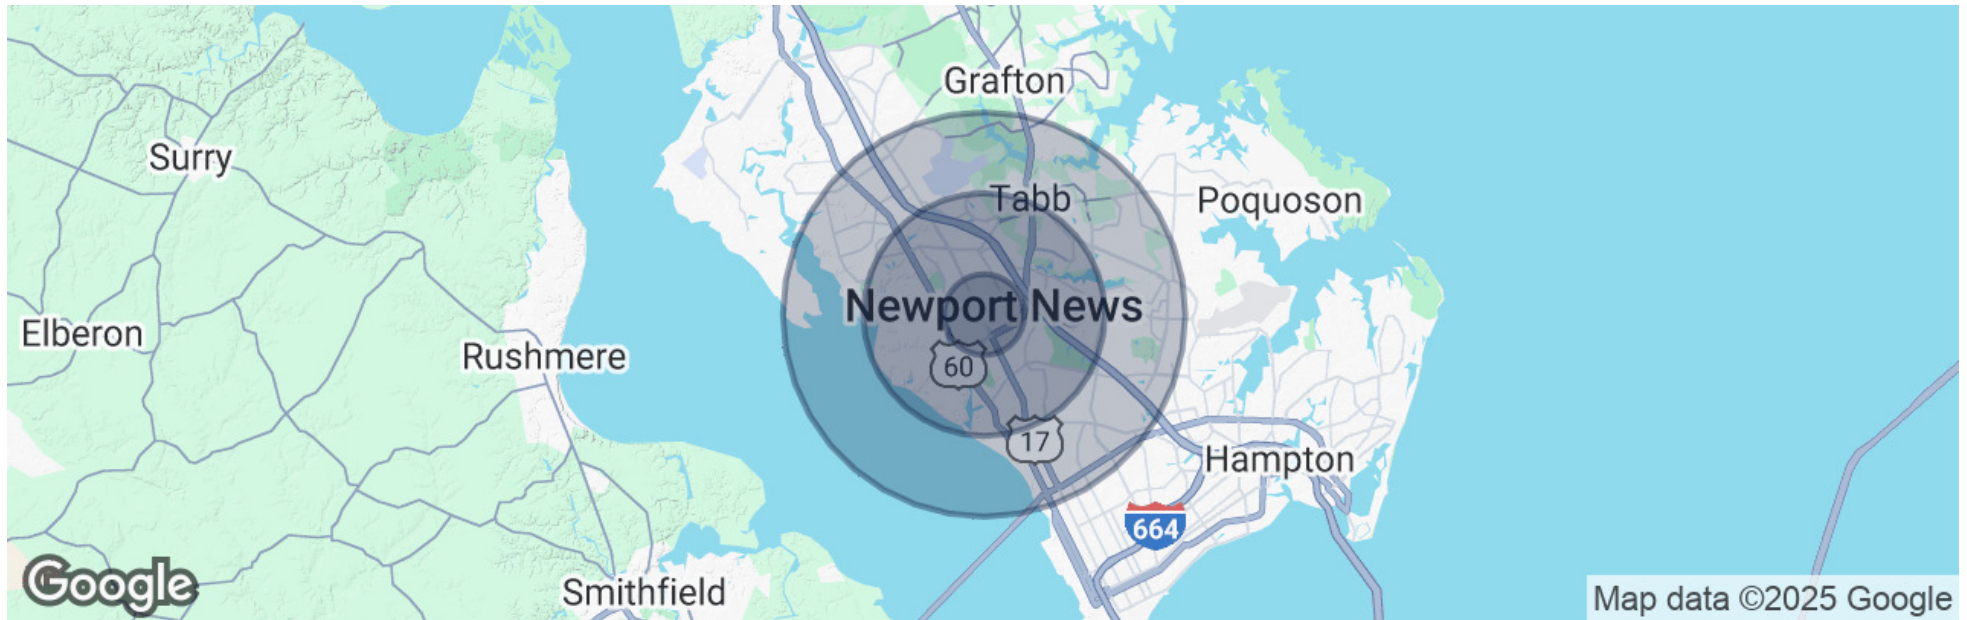 Grafton
Surry
Tabb
Poquoson
Newport News
Elberon
Rushmere
60
17
Hampton
664
Google
Smithfield
Map data ©2025 Google